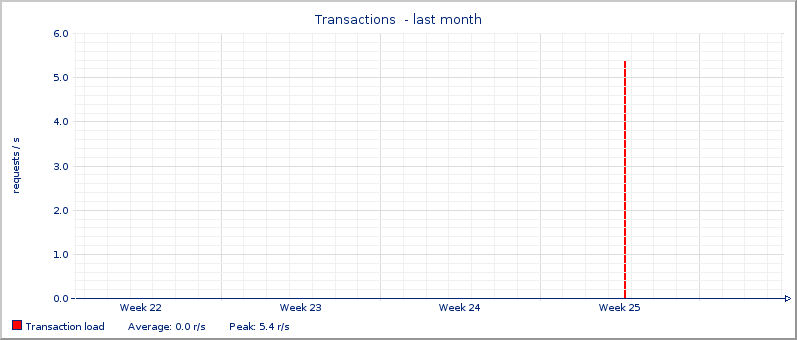 Transactions  - last month
6.0
5.0
4.0
3.0
2.0
1.0
0.0
requests / s
Week 22 Week 23 Week 24 Week 25
Transaction load Average: 0.0 r/s Peak: 5.4 r/s